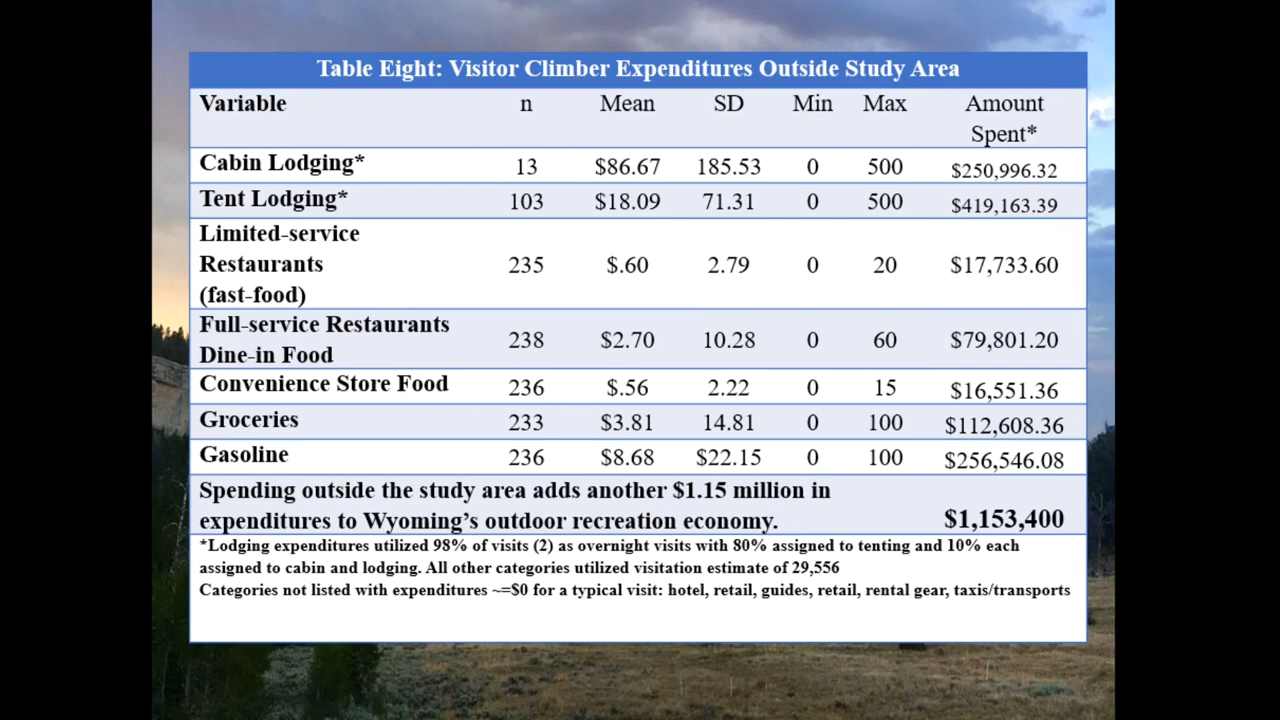 Table Eight: Visitor Climber Expenditures Outside Study Area
Variable n Mean SD Min Max Amount Spent*
Cabin Lodging* 13 $86.67 185.53 0 500 $250,996.32
Tent Lodging* 103 $18.09 71.31 0 500 $419,163.39
Limited-service
Restaurants 235 $.60 2.79 0 20 $17,733.60
(fast-food)
Full-service Restaurants
Dine-in Food 238 $2.70 10.28 0 60 $79,801.20
Convenience Store Food 236 $.56 2.22 0 15 $16,551.36
Groceries 233 $3.81 14.81 0 100 $112,608.36
Gasoline 236 $8.68 $22.15 0 100 $256,546.08
Spending outside the study area adds another $1.15 million in
expenditures to Wyoming’s outdoor recreation economy. $1,153,400
*Lodging expenditures utilized 98% of visits (2) as overnight visits with 80% assigned to tenting and 10% each
assigned to cabin and lodging. All other categories utilized visitation estimate of 29,556
Categories not listed with expenditures ~=$0 for a typical visit: hotel, retail, guides, retail, rental gear, taxis/transports